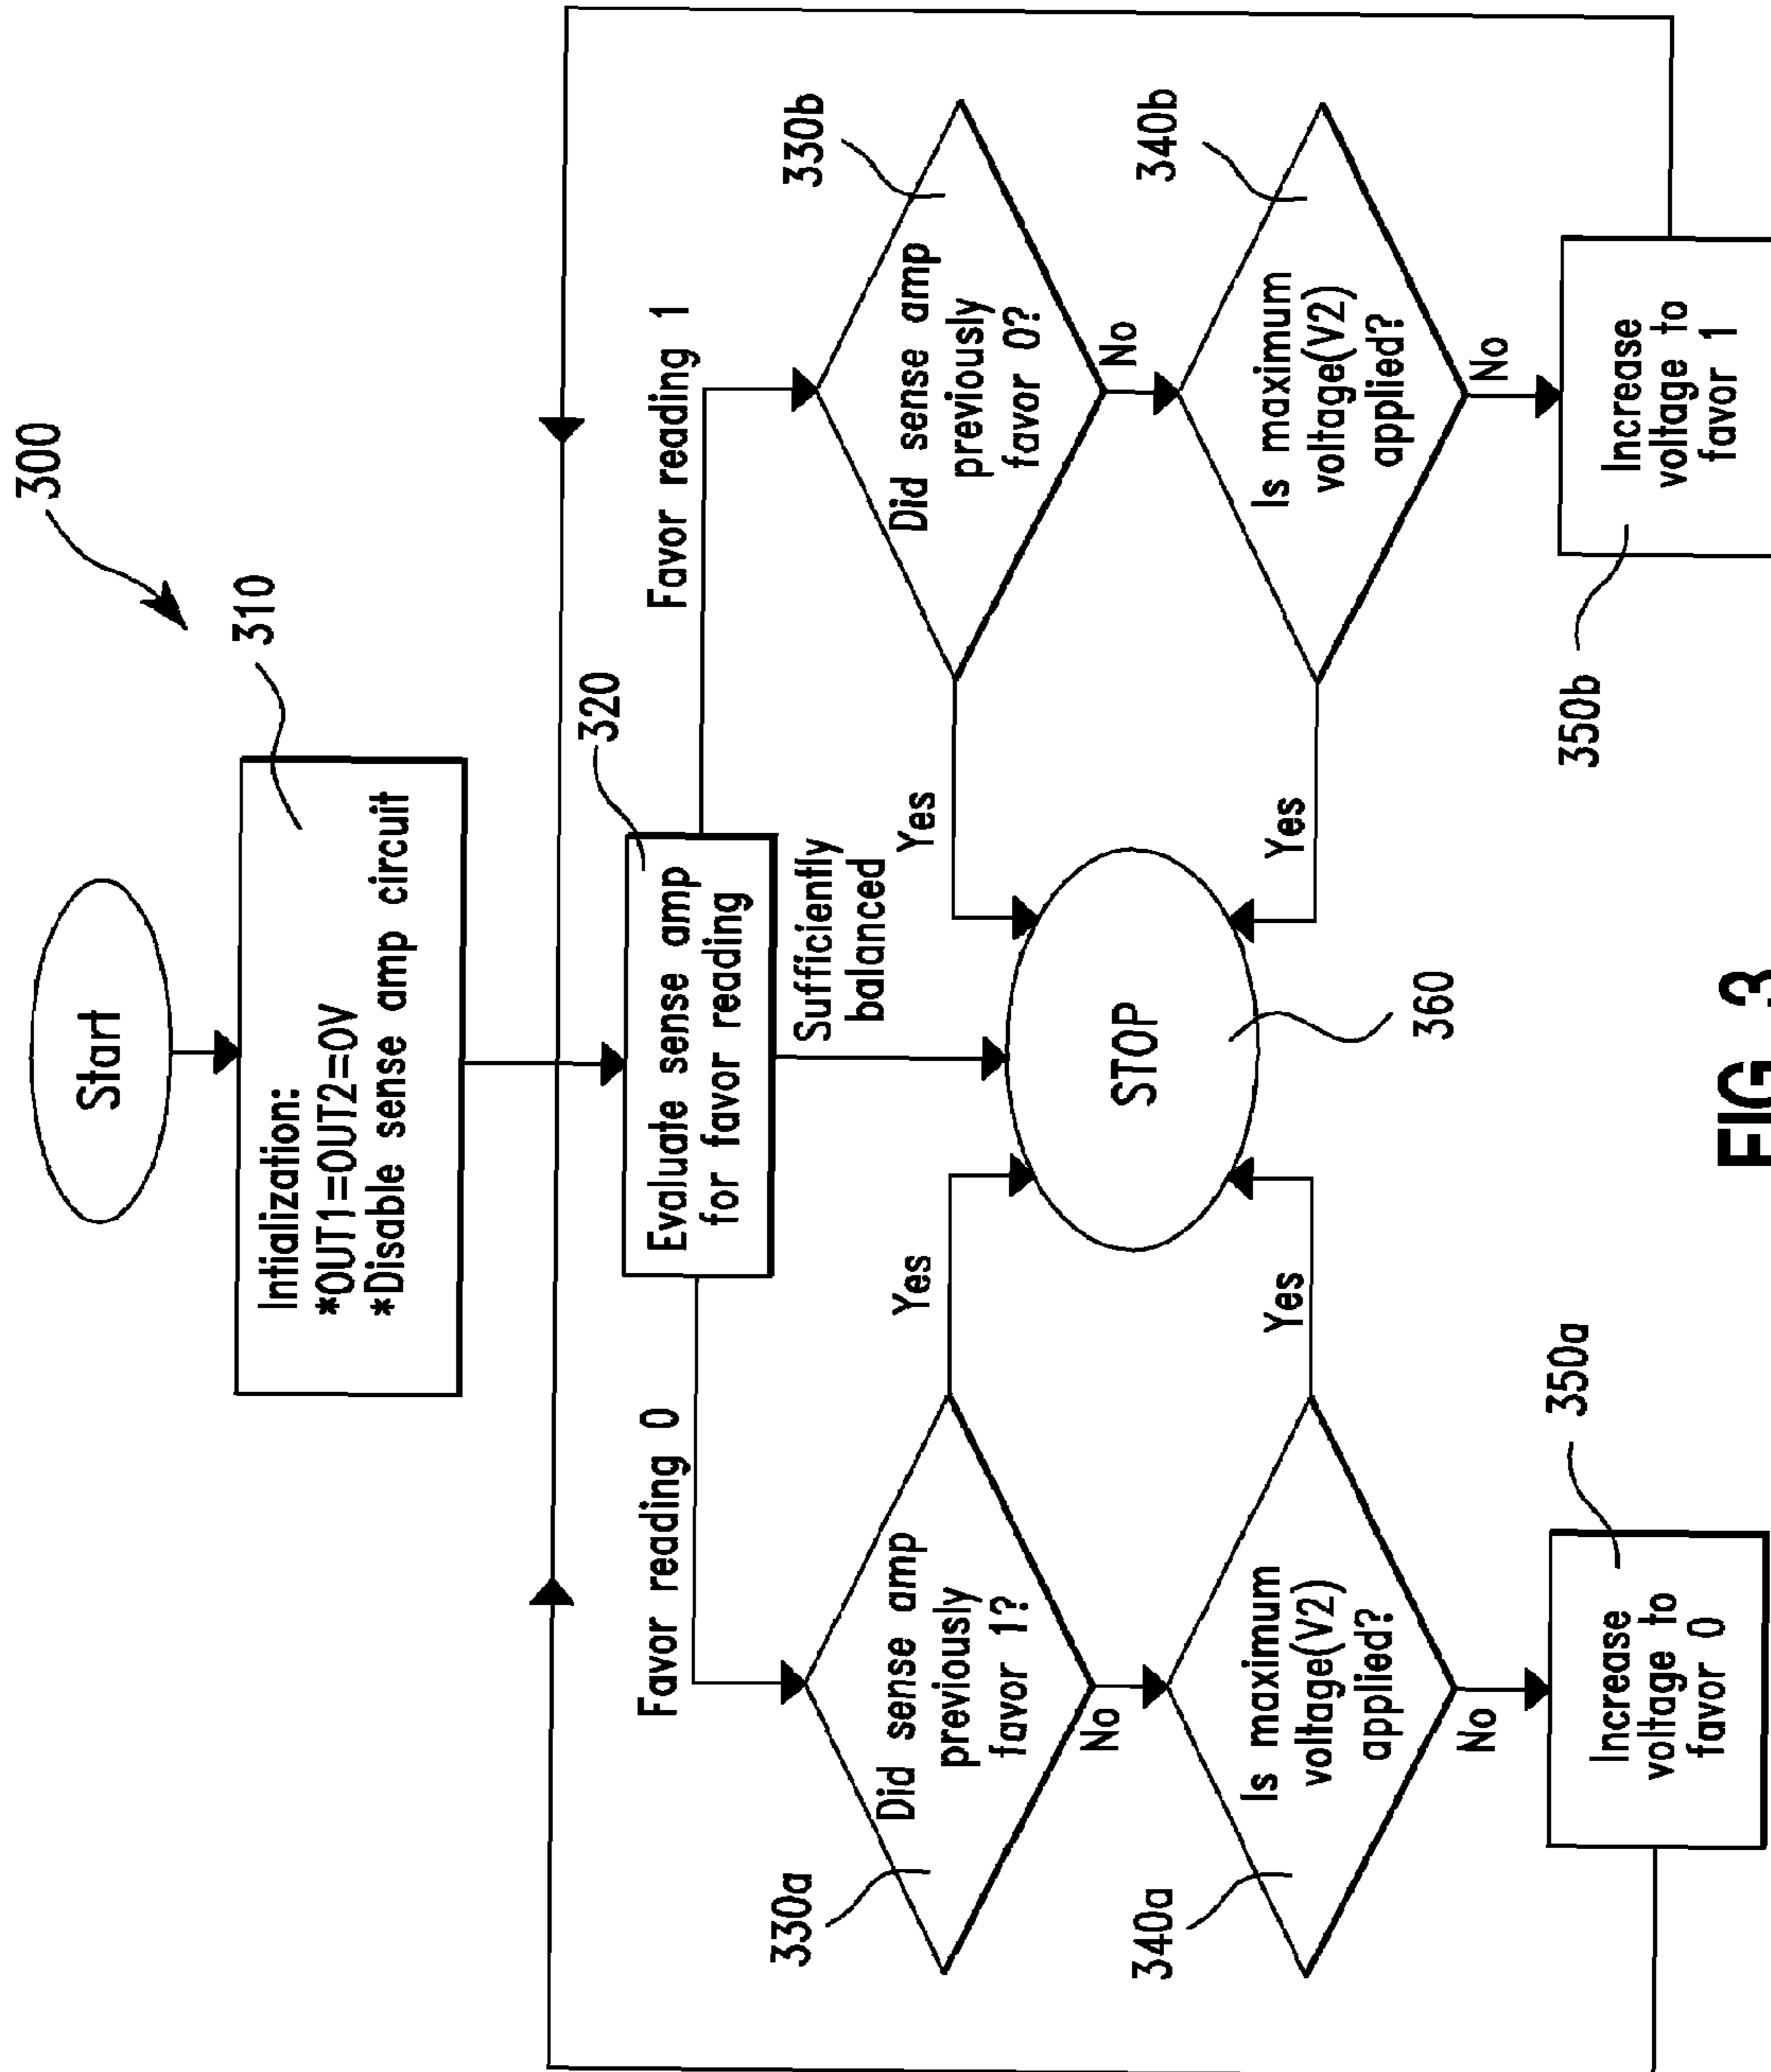 300
Start
310
Intialization:
*OUT1=OUT2=0V
*Disable sense amp circuit
320
Evaluate sense amp
for favor reading
Favor reading 0
Sufficiently
balanced
Favor reading 1
330a
Did sense amp
previously
favor 1?
Yes
No
Yes
330b
Did sense amp
previously
favor 0?
No
STOP
360
340a
Is maximum
voltage(V2)
applied?
Yes
No
Yes
340b
Is maximum
voltage(V2)
applied?
No
350a
Increase
voltage to
favor 0
350b
Increase
voltage to
favor 1
FIG. 3